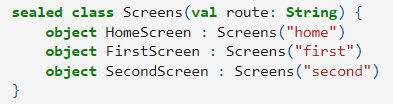 sealed class Screens(val route: String) {
    object HomeScreen : Screens("home")
    object FirstScreen : Screens("first")
    object SecondScreen : Screens("second")
}